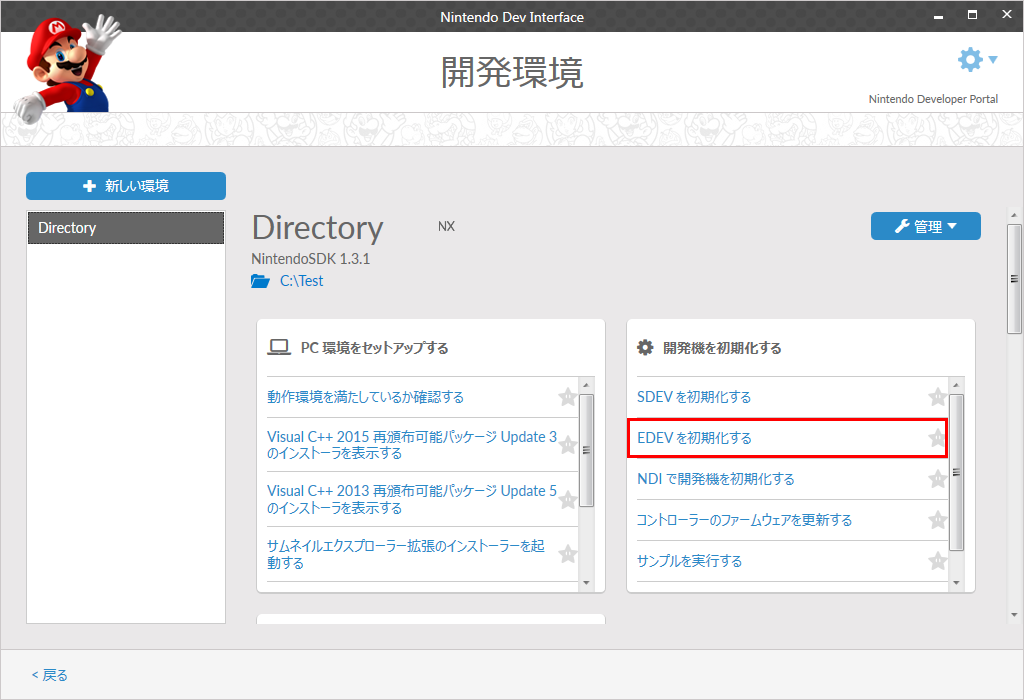 Nintendo Dev Interface
開発環境
Nintendo Developer Portal
新しい環境
Directory
Directory
NX
管理
NintendoSDK 1.3.1
C:\Test
PC 環境をセットアップする
動作環境を満たしているか確認する
Visual C++ 2015 再頒布可能パッケージ Update 3
のインストーラを表示する
Visual C++ 2013 再頒布可能パッケージ Update 5
のインストーラを表示する
サムネイルエクスプローラー拡張のインストーラーを起
動する
開発機を初期化する
SDEV を初期化する
EDEV を初期化する
NDI で開発機を初期化する
コントローラーのファームウェアを更新する
サンプルを実行する
< 戻る